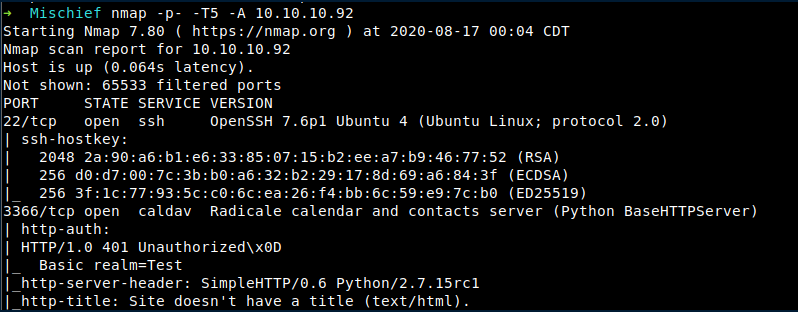 ➜  Mischief nmap -p- -T5 -A 10.10.10.92
Starting Nmap 7.80 ( https://nmap.org ) at 2020-08-17 00:04 CDT
Nmap scan report for 10.10.10.92
Host is up (0.064s latency).
Not shown: 65533 filtered ports
PORT     STATE SERVICE VERSION
22/tcp   open  ssh     OpenSSH 7.6p1 Ubuntu 4 (Ubuntu Linux; protocol 2.0)
| ssh-hostkey:
|   2048 2a:90:a6:b1:e6:33:85:07:15:b2:ee:a7:b9:46:77:52 (RSA)
|   256 d0:d7:00:7c:3b:b0:a6:32:b2:29:17:8d:69:a6:84:3f (ECDSA)
|_  256 3f:1c:77:93:5c:c0:6c:ea:26:f4:bb:6c:59:e9:7c:b0 (ED25519)
3366/tcp open  caldav  Radicale calendar and contacts server (Python BaseHTTPServer)
| http-auth:
| HTTP/1.0 401 Unauthorized\x0D
|_  Basic realm=Test
|_http-server-header: SimpleHTTP/0.6 Python/2.7.15rc1
|_http-title: Site doesn't have a title (text/html).